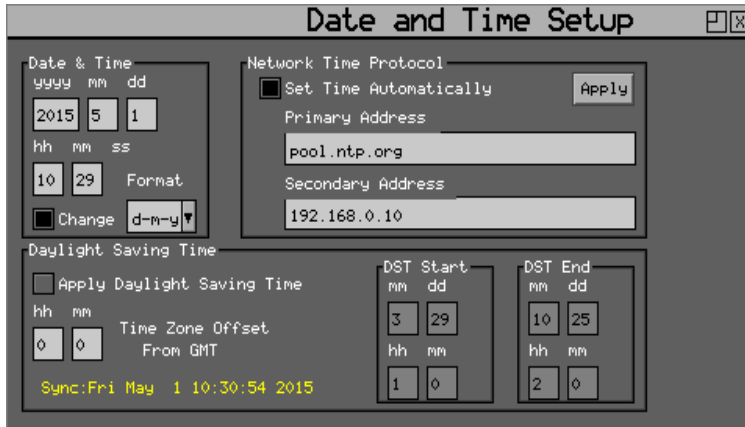 Date and Time Setup
Date & Time
yyyy mm dd
2015 5 1
hh mm ss
10 29 Format
Change d-m-y
Network Time Protocol
Set Time Automatically Apply
Primary Address
pool.ntp.org
Secondary Address
192.168.0.10
Daylight Saving Time
Apply Daylight Saving Time
hh mm
0 0 Time Zone Offset
From GMT
Sync:Fri May 1 10:30:54 2015
DST Start
mm dd
3 29
hh mm
1 0
DST End
mm dd
10 25
hh mm
2 0